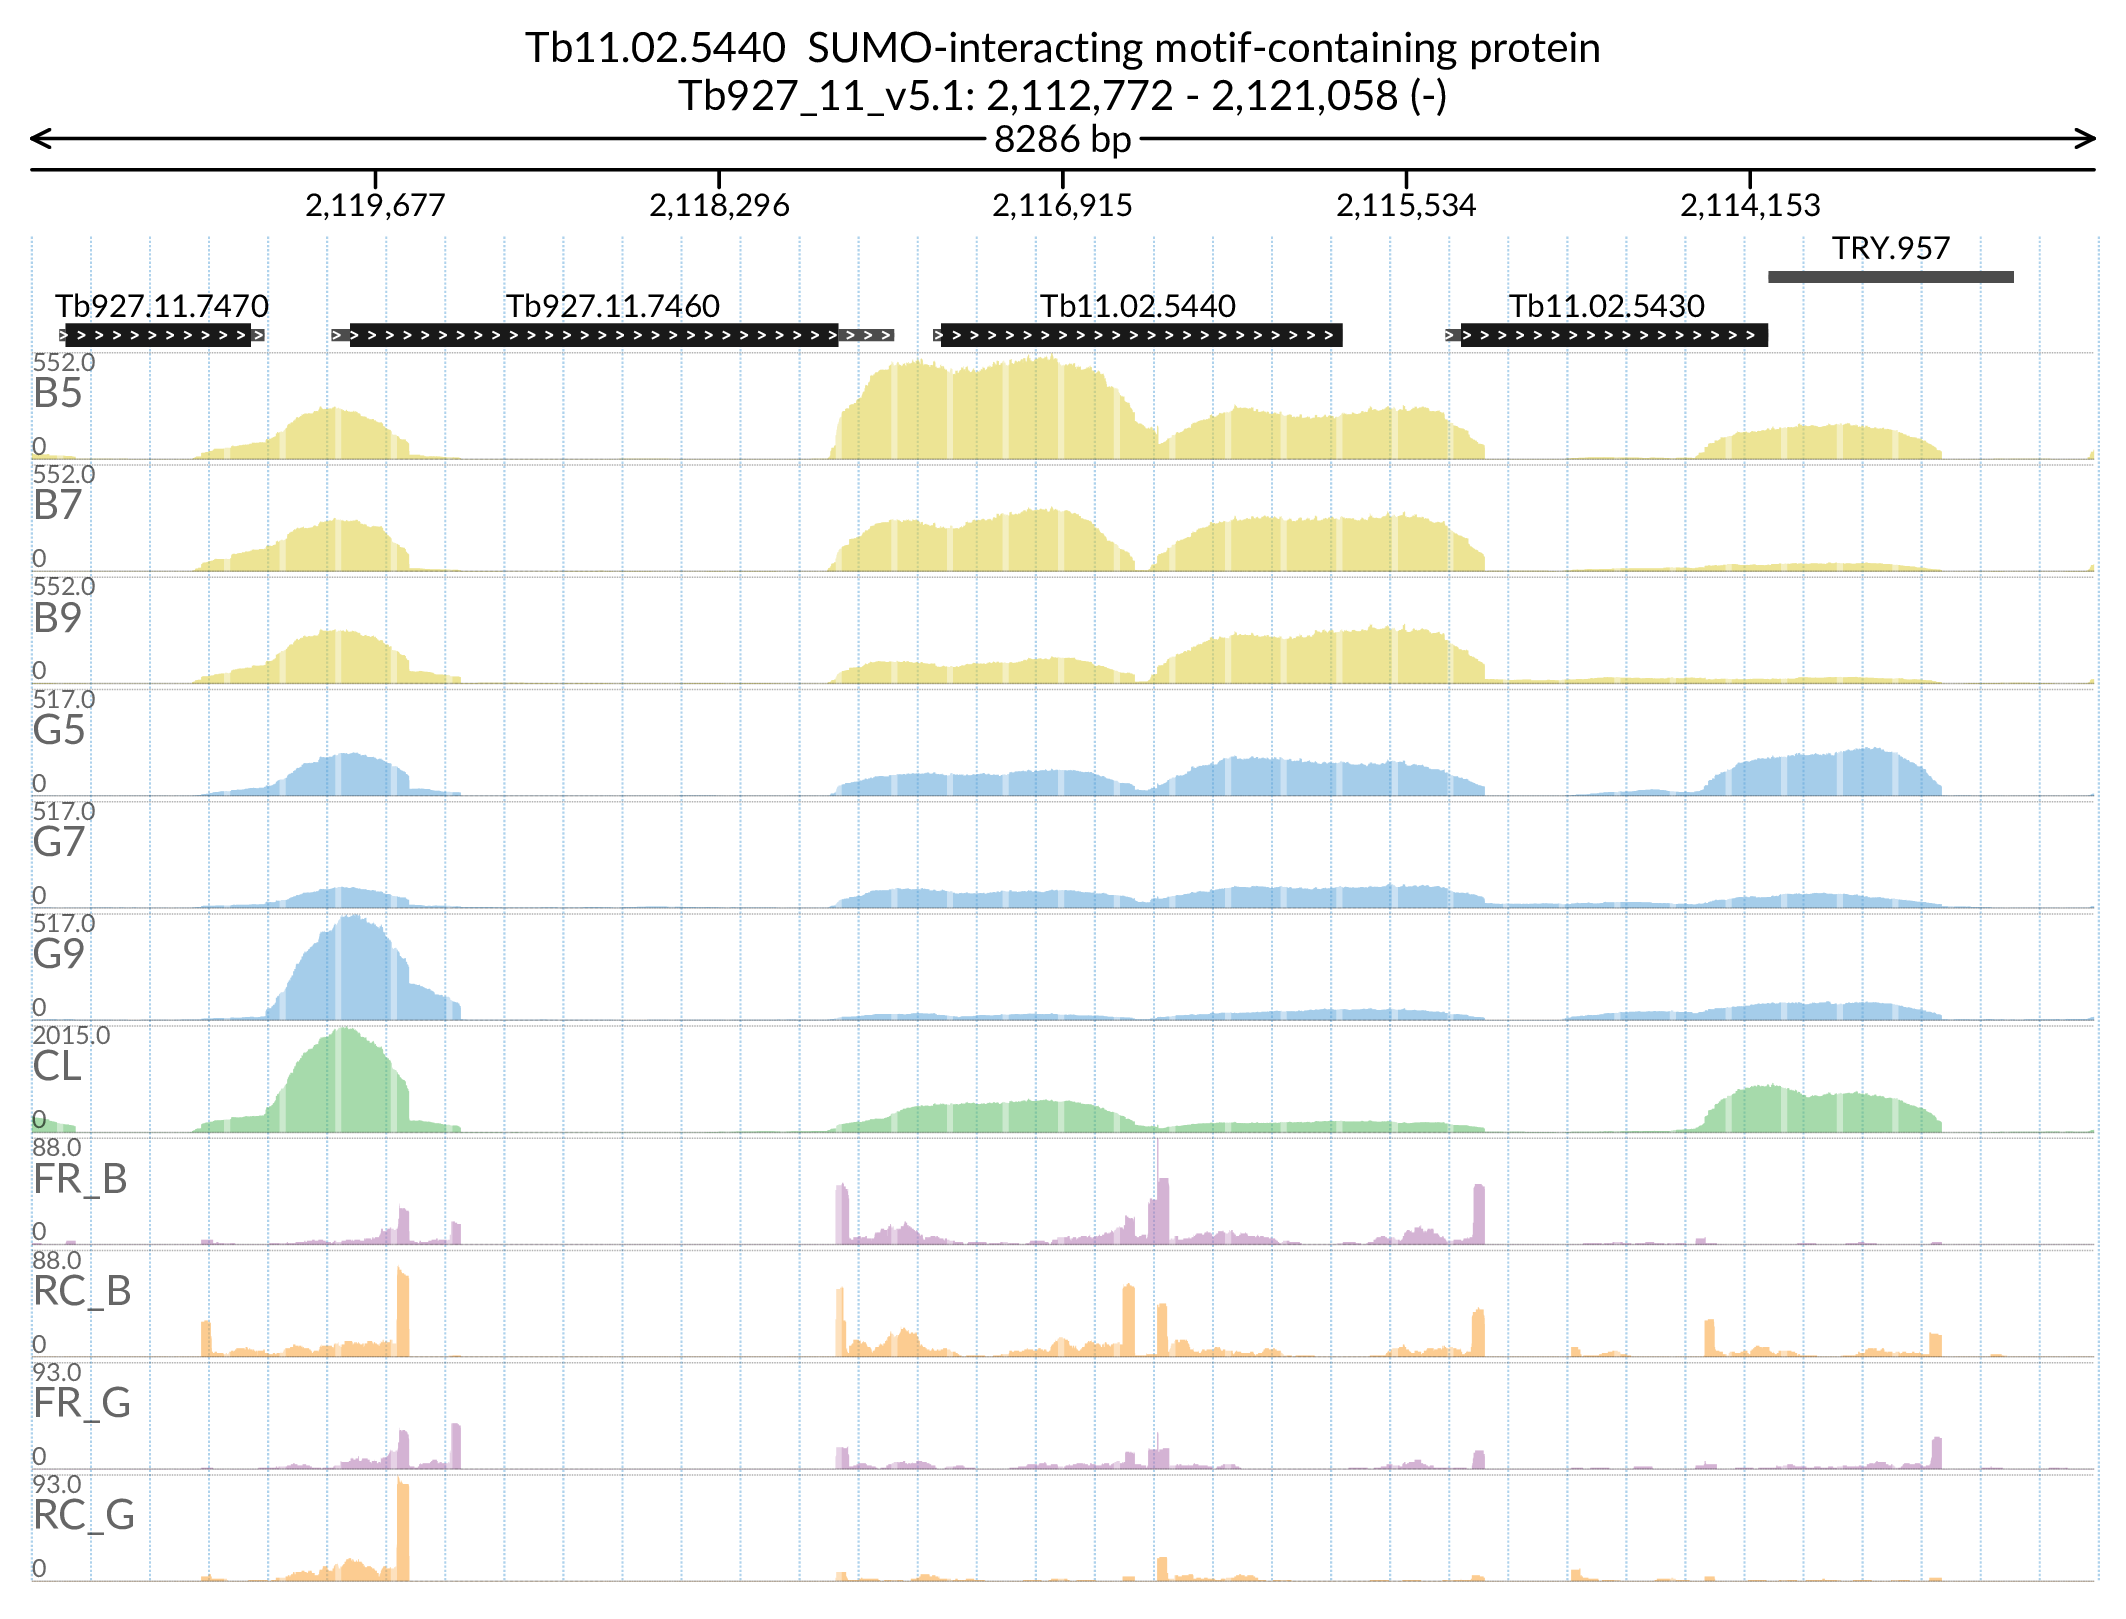 Tb11.02.5440 SUMO-interacting motif-containing protein
Tb927_11_v5.1: 2,112,772 - 2,121,058 (-)
8286 bp
2,119,677 2,118,296 2,116,915 2,115,534 2,114,153
TRY.957
Tb927.11.7470 Tb927.11.7460 Tb11.02.5440 Tb11.02.5430
552.0
B5
0
552.0
B7
0
552.0
B9
0
517.0
G5
0
517.0
G7
0
517.0
G9
0
2015.0
CL
0
88.0
FR_B
0
88.0
RC_B
0
93.0
FR_G
0
93.0
RC_G
0